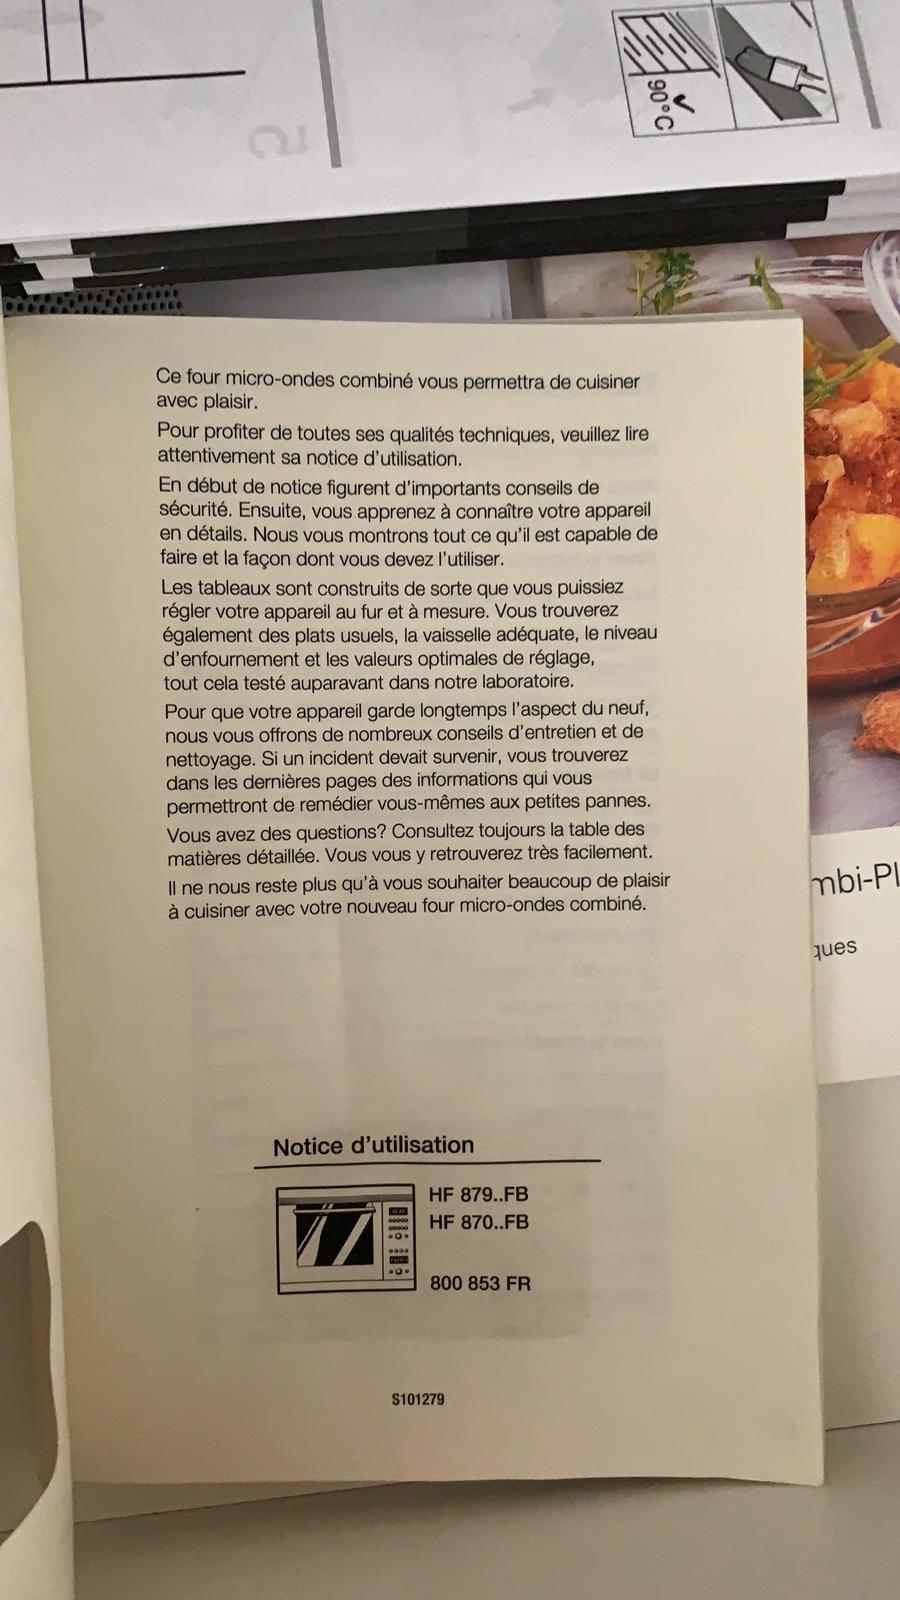 90°C
5
Ce four micro-ondes combiné vous permettra de cuisiner
avec plaisir.
Pour profiter de toutes ses qualités techniques, veuillez lire
attentivement sa notice d'utilisation.
En début de notice figurent d'importants conseils de
sécurité. Ensuite, vous apprenez à connaître votre appareil
en détails. Nous vous montrons tout ce qu'il est capable de
faire et la façon dont vous devez l'utiliser.
Les tableaux sont construits de sorte que vous puissiez
régler votre appareil au fur et à mesure. Vous trouverez
également des plats usuels, la vaisselle adéquate, le niveau
d'enfournement et les valeurs optimales de réglage,
tout cela testé auparavant dans notre laboratoire.
Pour que votre appareil garde longtemps l'aspect du neuf,
nous vous offrons de nombreux conseils d'entretien et de
nettoyage. Si un incident devait survenir, vous trouverez
dans les dernières pages des informations qui vous
permettront de remédier vous-mêmes aux petites pannes.
Vous avez des questions? Consultez toujours la table des
matières détaillée. Vous vous y retrouverez très facilement.
Il ne nous reste plus qu'à vous souhaiter beaucoup de plaisir
à cuisiner avec votre nouveau four micro-ondes combiné.
mbi-Pl
ques
Notice d'utilisation
HF 879..FB
HF 870..FB
800 853 FR
S101279